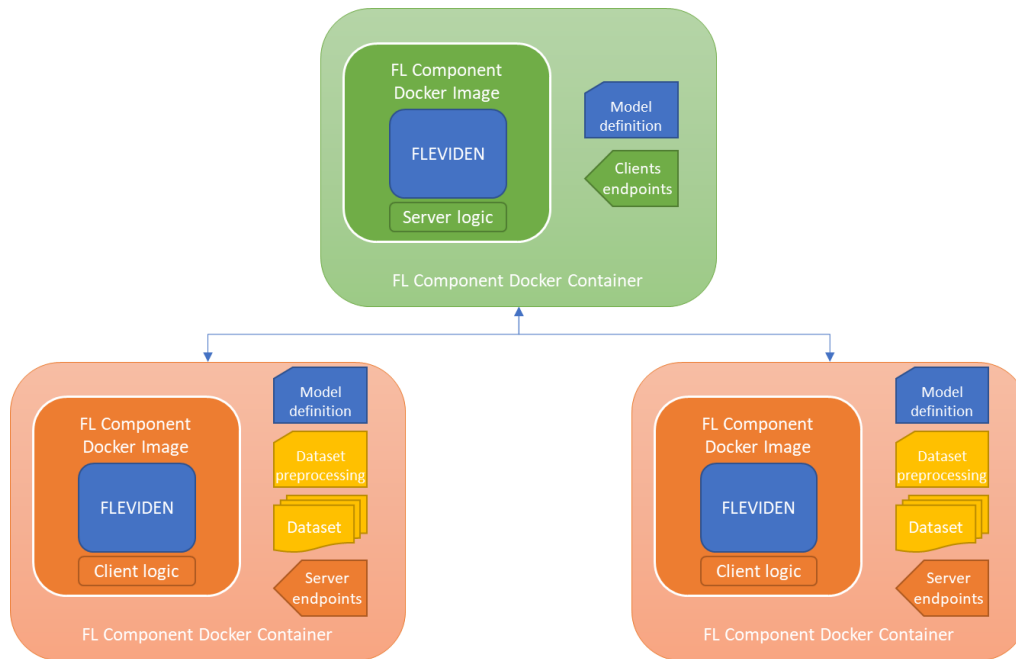 FL Component
Docker Image
FLEVIDEN
Server logic
Model
definition
Clients
endpoints
FL Component Docker Container
FL Component
Docker Image
FLEVIDEN
Client logic
Model
definition
Dataset
preprocessing
Dataset
Server
endpoints
FL Component Docker Container
FL Component
Docker Image
FLEVIDEN
Client logic
Model
definition
Dataset
preprocessing
Dataset
Server
endpoints
FL Component Docker Container